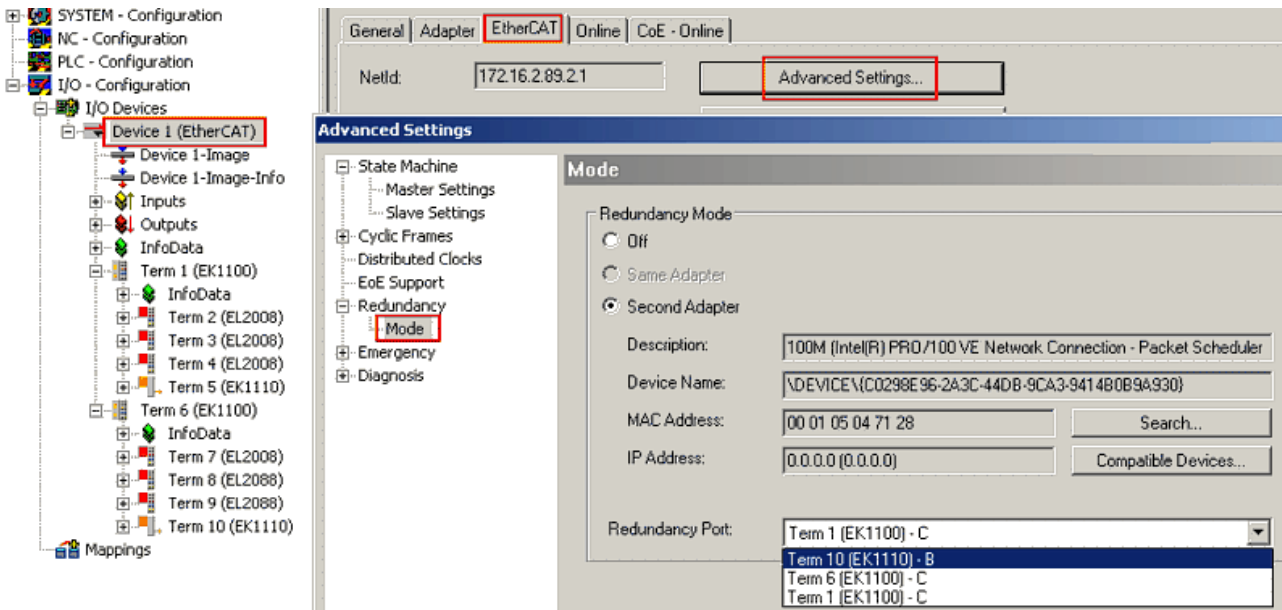 SYSTEM - Configuration
NC - Configuration
PLC - Configuration
I/O - Configuration
I/O Devices
Device 1 (EtherCAT)
Device 1-Image
Device 1-Image-Info
Inputs
Outputs
InfoData
Term 1 (EK1100)
InfoData
Term 2 (EL2008)
Term 3 (EL2008)
Term 4 (EL2008)
Term 5 (EK1110)
Term 6 (EK1100)
InfoData
Term 7 (EL2008)
Term 8 (EL2088)
Term 9 (EL2088)
Term 10 (EK1110)
Mappings
General Adapter EtherCAT Online CoE - Online
NetId: 172.16.2.89.2.1 Advanced Settings...
Advanced Settings
State Machine
Master Settings
Slave Settings
Cyclic Frames
Distributed Clocks
EoE Support
Redundancy
Mode
Emergency
Diagnosis
Mode
Redundancy Mode
Off
Same Adapter
Second Adapter
Description: 100M (Intel(R) PRO/100 VE Network Connection - Packet Scheduler
Device Name: \DEVICE\{C0298E96-2A3C-44DB-9CA3-9414B0B9A930}
MAC Address: 00 01 05 04 71 28 Search...
IP Address: 0.0.0.0 (0.0.0.0) Compatible Devices...
Redundancy Port: Term 1 (EK1100) - C
Term 10 (EK1110) - B
Term 6 (EK1100) - C
Term 1 (EK1100) - C